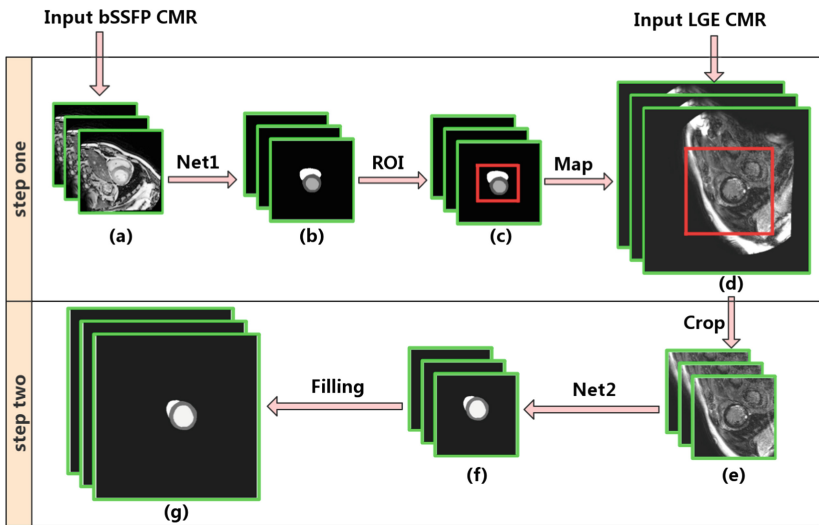 Input bSSFP CMR
Input LGE CMR
step one
Net1
ROI
Map
(a)
(b)
(c)
(d)
Crop
step two
Filling
Net2
(e)
(f)
(g)